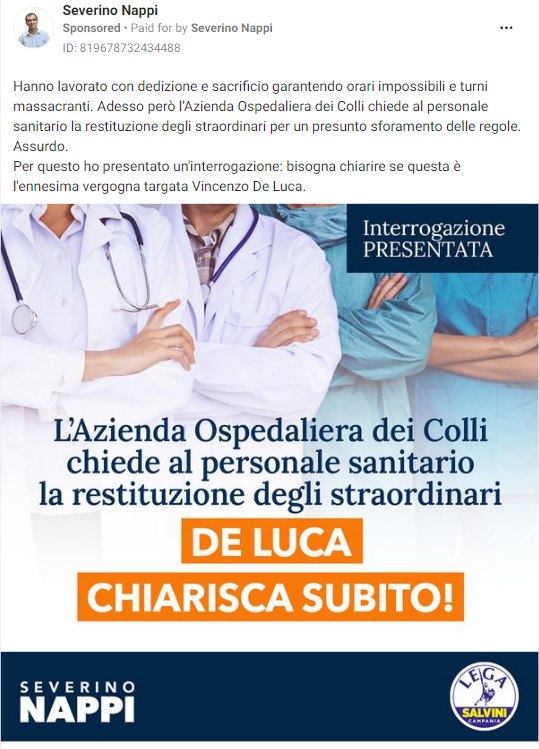 Severino Nappi
Sponsored • Paid for by Severino Nappi
ID: 819678732434488
Hanno lavorato con dedizione e sacrificio garantendo orari impossibili e turni
massacranti. Adesso però l'Azienda Ospedaliera dei Colli chiede al personale
sanitario la restituzione degli straordinari per un presunto sforamento delle regole.
Assurdo.
Per questo ho presentato un'interrogazione: bisogna chiarire se questa è
l'ennesima vergogna targata Vincenzo De Luca.
Interrogazione
PRESENTATA
L'Azienda Ospedaliera dei Colli
chiede al personale sanitario
la restituzione degli straordinari
DE LUCA
CHIARISCA SUBITO!
SEVERINO
NAPPI
LEGA
SALVINI
CAMPANIA